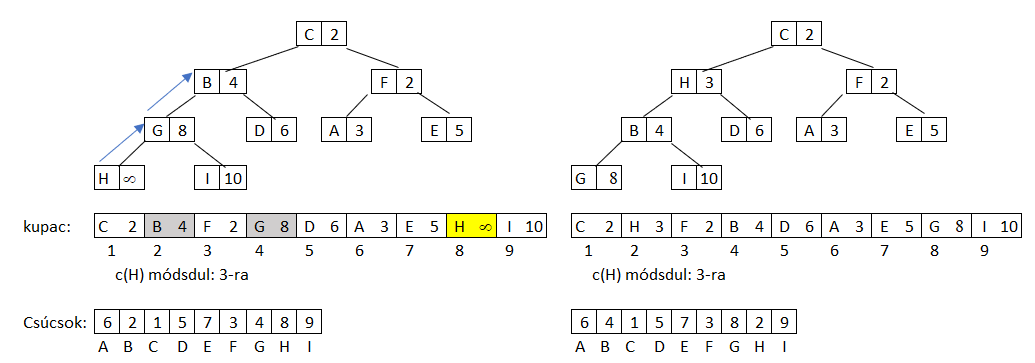 C 2 C 2
B 4 F 2 H 3 F 2
G 8 D 6 A 3 E 5 B 4 D 6 A 3 E 5
H ∞ I 10 G 8 I 10
kupac: C 2 B 4 F 2 G 8 D 6 A 3 E 5 H ∞ I 10 C 2 H 3 F 2 B 4 D 6 A 3 E 5 G 8 I 10
1 2 3 4 5 6 7 8 9 1 2 3 4 5 6 7 8 9
c(H) módsdul: 3-ra c(H) módsdul: 3-ra
Csúcsok: 6 2 1 5 7 3 4 8 9 6 4 1 5 7 3 8 2 9
A B C D E F G H I A B C D E F G H I